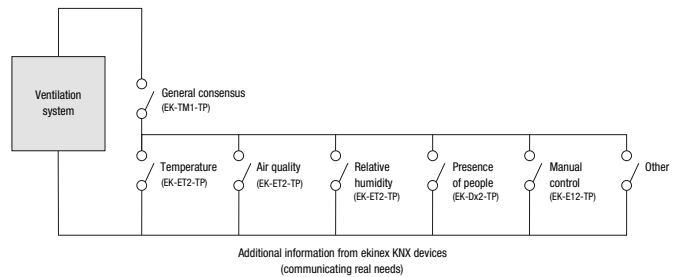 Ventilation
system
General consensus
(EK-TM1-TP)
Temperature
(EK-ET2-TP)
Air quality
(EK-ET2-TP)
Relative
humidity
(EK-ET2-TP)
Presence
of people
(EK-Dx2-TP)
Manual
control
(EK-E12-TP)
Other
Additional information from ekinex KNX devices
(communicating real needs)